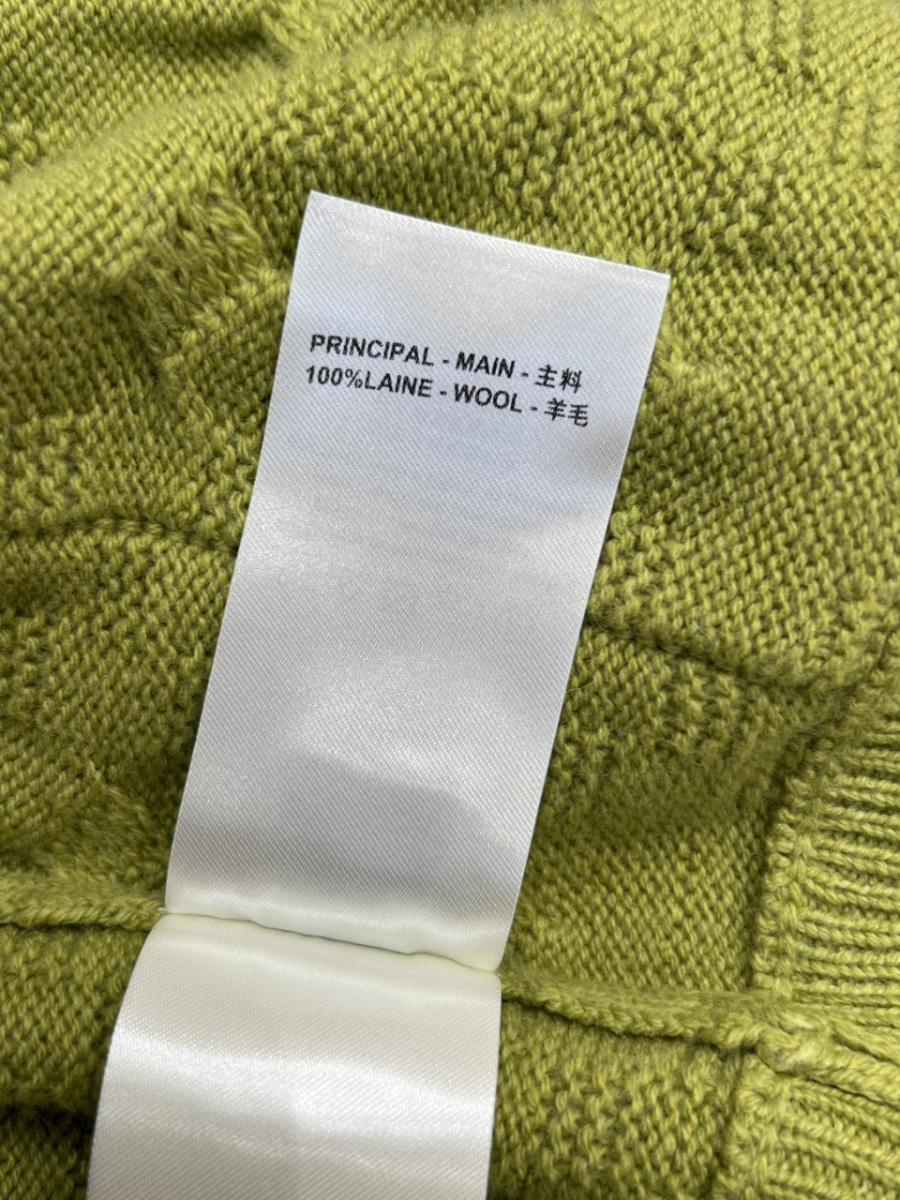 PRINCIPAL - MAIN - 主料
100%LAINE - WOOL - 羊毛